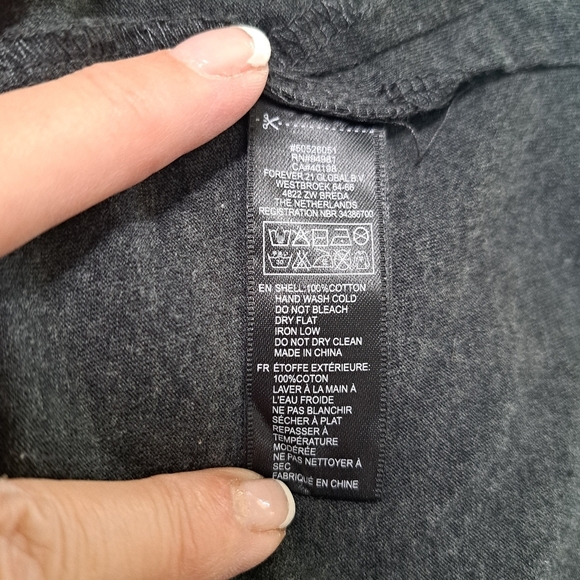 #60528051
RN#94981
CA#40198
FOREVER 21 GLOBAL B.V.
WESTBROEK 64-66
4822 ZW BREDA
THE NETHERLANDS
REGISTRATION NBR 34386700
30
EN SHELL:100%COTTON
HAND WASH COLD
DO NOT BLEACH
DRY FLAT
IRON LOW
DO NOT DRY CLEAN
MADE IN CHINA
FR ÉTOFFE EXTÉRIEURE:
100%COTON
LAVER À LA MAIN À
L'EAU FROIDE
NE PAS BLANCHIR
SÉCHER À PLAT
REPASSER À
TEMPÉRATURE
MODÉRÉE
NE PAS NETTOYER À
SEC
FABRIQUÉ EN CHINE